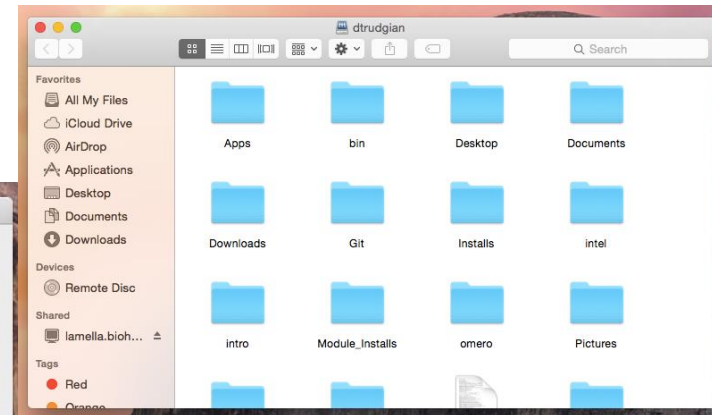 dtrudgian
Search
Favorites
All My Files
iCloud Drive
AirDrop
Applications
Desktop
Documents
Downloads
Devices
Remote Disc
Shared
lamella.bioh...
Tags
Red
Orange
Apps bin Desktop Documents
Downloads Git Installs intel
intro Module_Installs omero Pictures